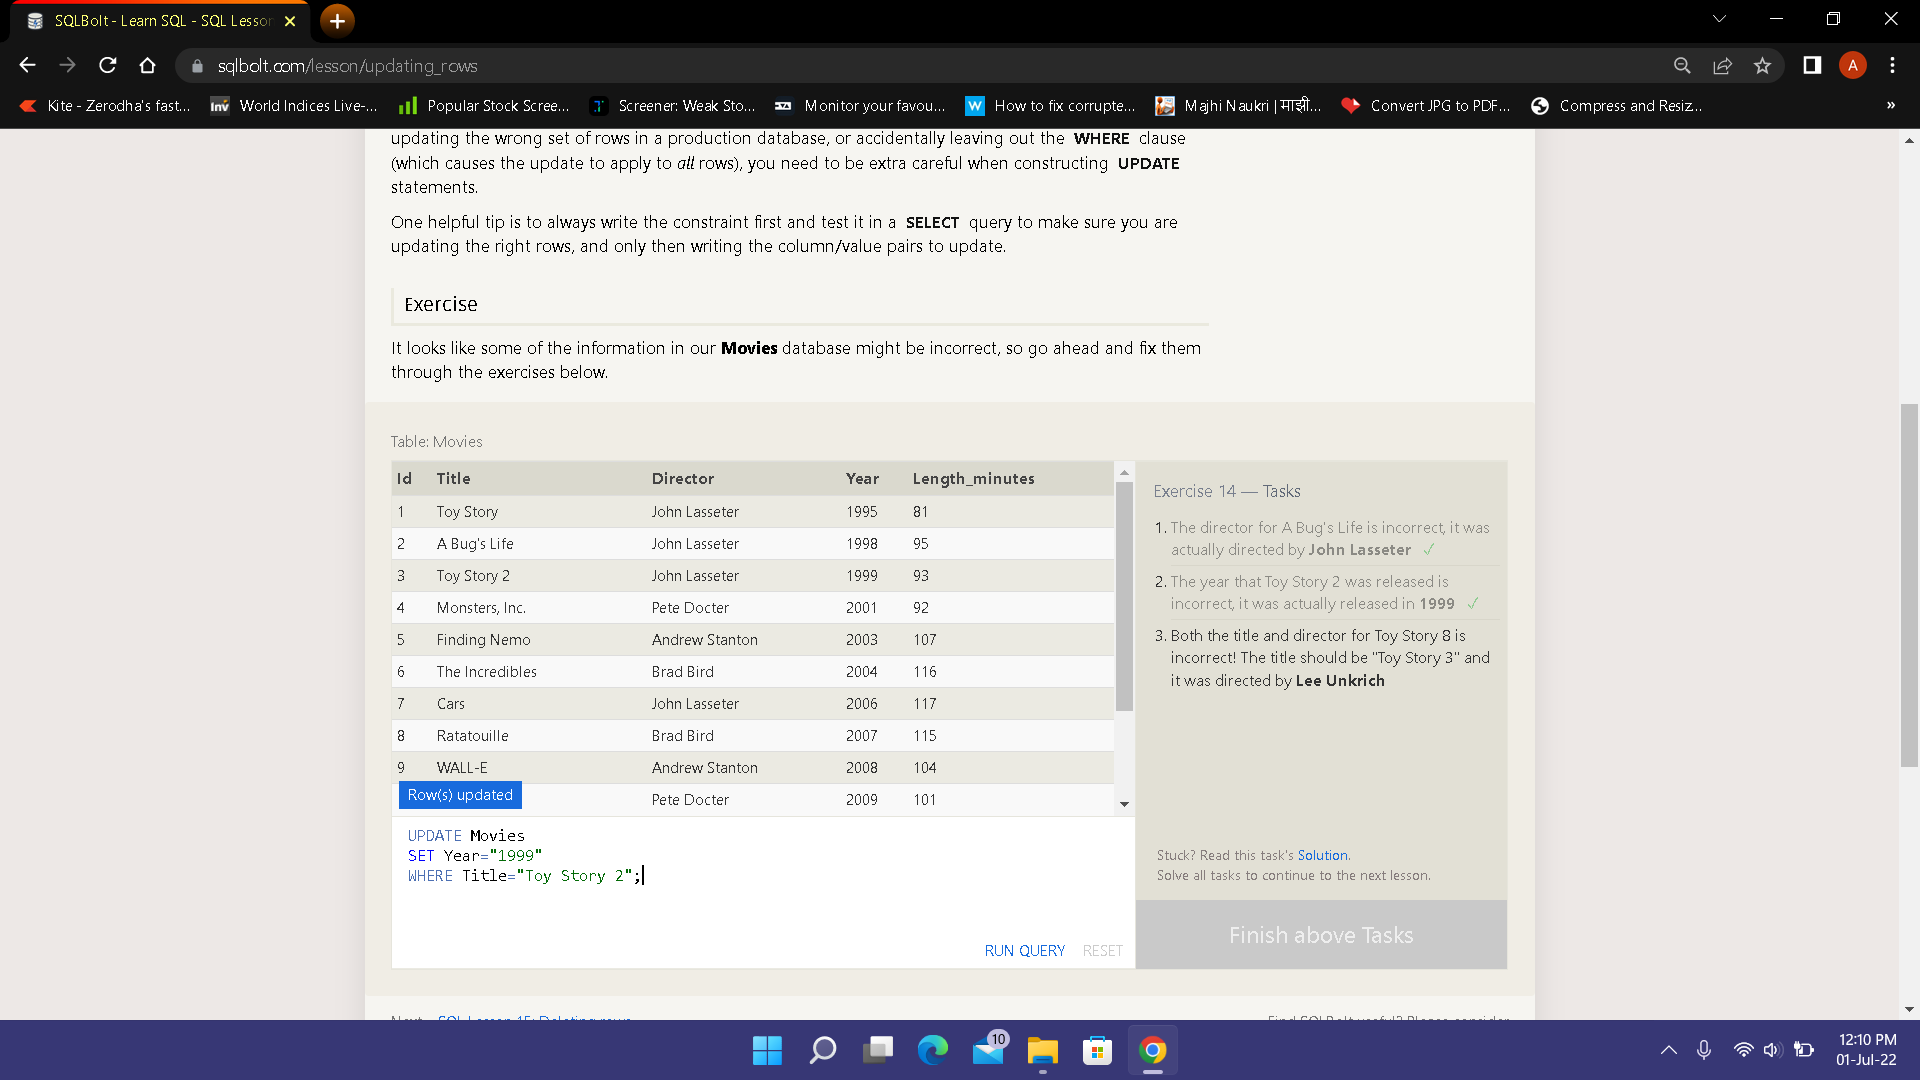 SQLBolt - Learn SQL - SQL Lesson
sqlbolt.com/lesson/updating_rows
A
Kite - Zerodha's fast...
Inv
World Indices Live-...
Popular Stock Scree...
Screener: Weak Sto...
Monitor your favou...
W
How to fix corrupte...
Majhi Naukri | माझी...
Convert JPG to PDF...
Compress and Resiz...
»
updating the wrong set of rows in a production database, or accidentally leaving out the WHERE clause
(which causes the update to apply to all rows), you need to be extra careful when constructing UPDATE
statements.
One helpful tip is to always write the constraint first and test it in a SELECT query to make sure you are
updating the right rows, and only then writing the column/value pairs to update.
Exercise
It looks like some of the information in our Movies database might be incorrect, so go ahead and fix them
through the exercises below.
Table: Movies
Id Title Director Year Length_minutes
1 Toy Story John Lasseter 1995 81
2 A Bug's Life John Lasseter 1998 95
3 Toy Story 2 John Lasseter 1999 93
4 Monsters, Inc. Pete Docter 2001 92
5 Finding Nemo Andrew Stanton 2003 107
6 The Incredibles Brad Bird 2004 116
7 Cars John Lasseter 2006 117
8 Ratatouille Brad Bird 2007 115
9 WALL-E Andrew Stanton 2008 104
Pete Docter 2009 101
Row(s) updated
UPDATE Movies
SET Year="1999"
WHERE Title="Toy Story 2";
RUN QUERY RESET
Exercise 14 — Tasks
1. The director for A Bug's Life is incorrect, it was
actually directed by John Lasseter ✓
2. The year that Toy Story 2 was released is
incorrect, it was actually released in 1999 ✓
3. Both the title and director for Toy Story 8 is
incorrect! The title should be "Toy Story 3" and
it was directed by Lee Unkrich
Stuck? Read this task's Solution.
Solve all tasks to continue to the next lesson.
Finish above Tasks
Next – SQL Lesson 15: Deleting rows
Find SQLBolt useful? Please consider
10
12:10 PM
01-Jul-22